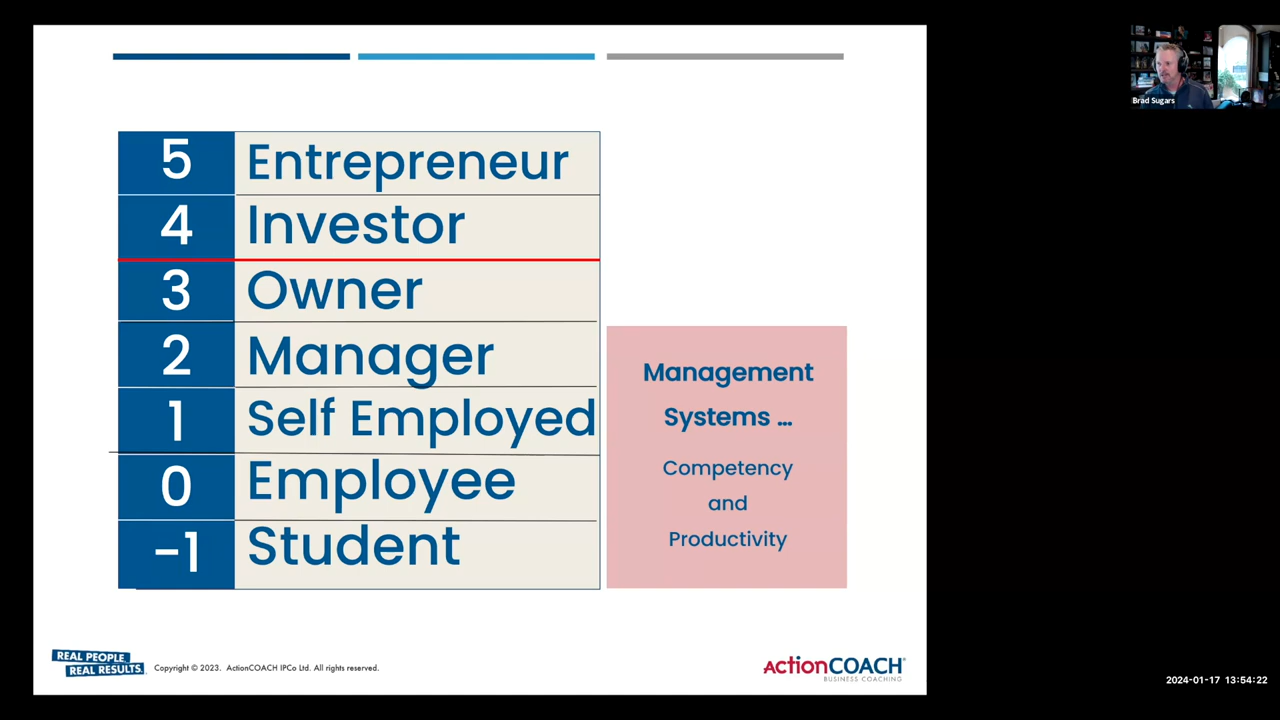 5 Entrepreneur
4 Investor
3 Owner
2 Manager
1 Self Employed
0 Employee
-1 Student
Management
Systems ...
Competency
and
Productivity
REAL PEOPLE.
REAL RESULTS.
Copyright © 2023. ActionCOACH IPCo Ltd. All rights reserved.
ActionCOACH®
BUSINESS COACHING
Brad Sugars
2024-01-17 13:54:22